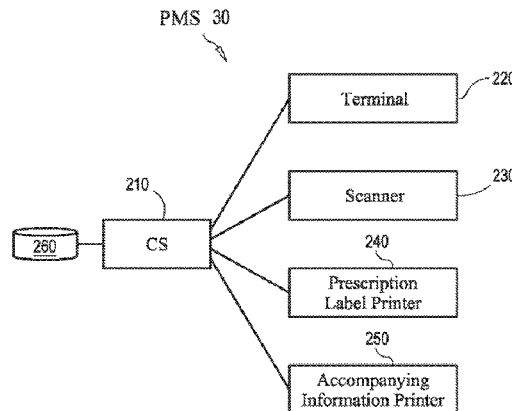 PMS 30
220
Terminal
210
230
Scanner
260
CS
240
Prescription
Label Printer
250
Accompanying
Information Printer